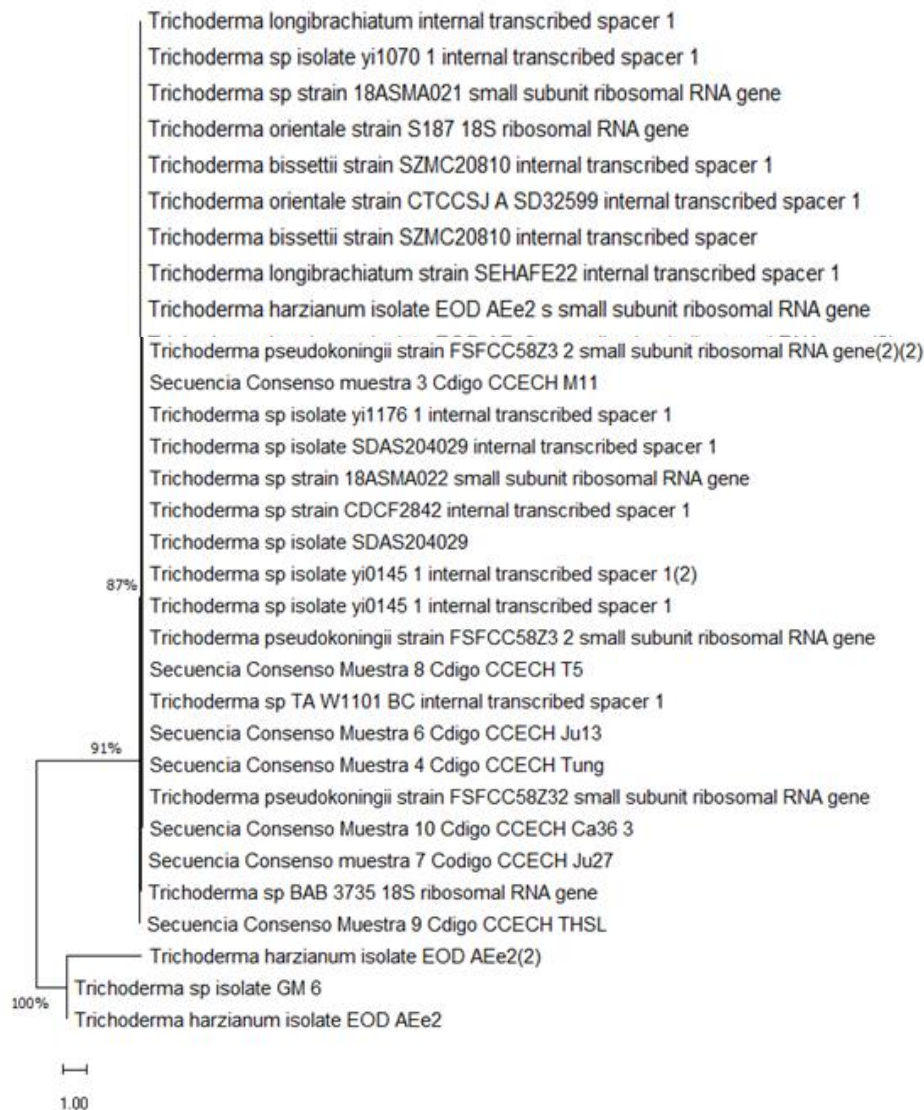 Trichoderma longibrachiatum internal transcribed spacer 1
Trichoderma sp isolate yi1070 1 internal transcribed spacer 1
Trichoderma sp strain 18ASMA021 small subunit ribosomal RNA gene
Trichoderma orientale strain S187 18S ribosomal RNA gene
Trichoderma bissettii strain SZMC20810 internal transcribed spacer 1
Trichoderma orientale strain CTCCSJ A SD32599 internal transcribed spacer 1
Trichoderma bissettii strain SZMC20810 internal transcribed spacer
Trichoderma longibrachiatum strain SEHAFE22 internal transcribed spacer 1
Trichoderma harzianum isolate EOD AEe2 s small subunit ribosomal RNA gene
Trichoderma pseudokoningii strain FSFCC58Z3 2 small subunit ribosomal RNA gene(2)(2)
Secuencia Consenso muestra 3 Cdigo CCECH M11
Trichoderma sp isolate yi1176 1 internal transcribed spacer 1
Trichoderma sp isolate SDAS204029 internal transcribed spacer 1
Trichoderma sp strain 18ASMA022 small subunit ribosomal RNA gene
Trichoderma sp strain CDCF2842 internal transcribed spacer 1
Trichoderma sp isolate SDAS204029
Trichoderma sp isolate yi0145 1 internal transcribed spacer 1(2)
87%
Trichoderma sp isolate yi0145 1 internal transcribed spacer 1
Trichoderma pseudokoningii strain FSFCC58Z3 2 small subunit ribosomal RNA gene
Secuencia Consenso Muestra 8 Cdigo CCECH T5
Trichoderma sp TA W1101 BC internal transcribed spacer 1
Secuencia Consenso Muestra 6 Cdigo CCECH Ju13
91%
Secuencia Consenso Muestra 4 Cdigo CCECH Tung
Trichoderma pseudokoningii strain FSFCC58Z32 small subunit ribosomal RNA gene
Secuencia Consenso Muestra 10 Cdigo CCECH Ca36 3
Secuencia Consenso muestra 7 Codigo CCECH Ju27
Trichoderma sp BAB 3735 18S ribosomal RNA gene
Secuencia Consenso Muestra 9 Cdigo CCECH THSL
Trichoderma harzianum isolate EOD AEe2(2)
Trichoderma sp isolate GM 6
100%
Trichoderma harzianum isolate EOD AEe2
1.00